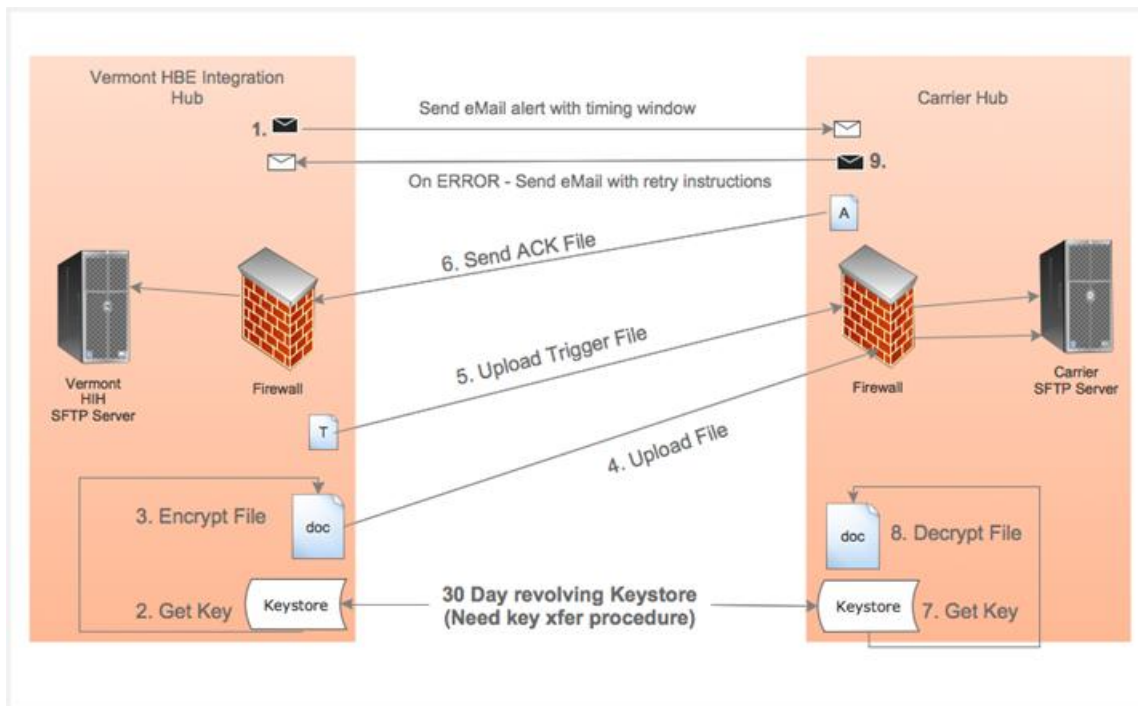 Vermont HBE Integration
Hub
Carrier Hub
Send eMail alert with timing window
1.
9.
On ERROR - Send eMail with retry instructions
A
6. Send ACK File
5. Upload Trigger File
Vermont
HIH
SFTP Server
Firewall
Firewall
Carrier
SFTP Server
T
4. Upload File
3. Encrypt File
doc
doc
8. Decrypt File
2. Get Key
Keystore
30 Day revolving Keystore
(Need key xfer procedure)
Keystore
7. Get Key